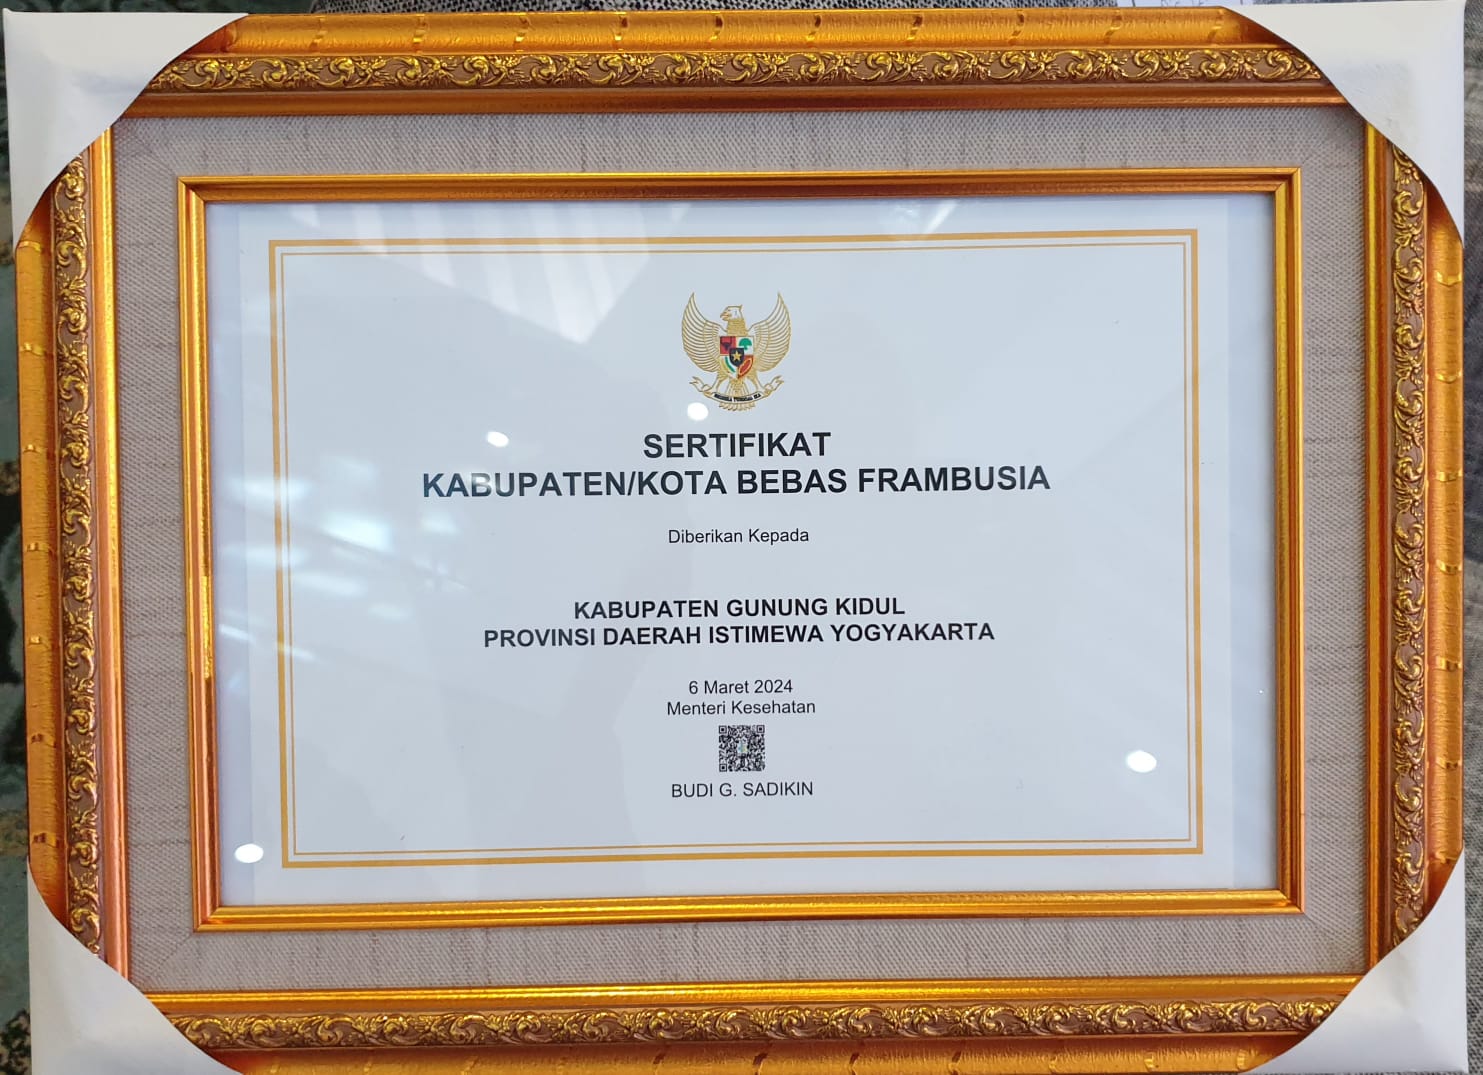 SERTIFIKAT
KABUPATEN/KOTA BEBAS FRAMBUSIA
Diberikan Kepada
KABUPATEN GUNUNG KIDUL
PROVINSI DAERAH ISTIMEWA YOGYAKARTA
6 Maret 2024
Menteri Kesehatan
BUDI G. SADIKIN